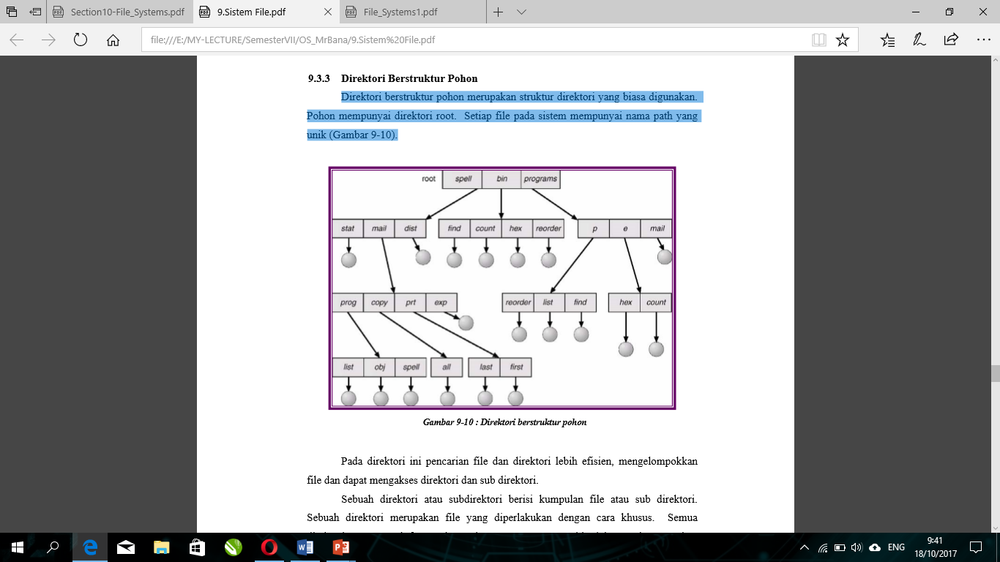 Section10-File_Systems.pdf
9.Sistem File.pdf
File_Systems1.pdf
file:///E:/MY-LECTURE/SemesterVII/OS_MrBana/9.Sistem%20File.pdf
9.3.3 Direktori Berstruktur Pohon
Direktori berstruktur pohon merupakan struktur direktori yang biasa digunakan.
Pohon mempunyai direktori root. Setiap file pada sistem mempunyai nama path yang
unik (Gambar 9-10).
root spell bin programs
stat mail dist find count hex reorder p e mail
prog copy prt exp reorder list find hex count
list obj spell all last first
Gambar 9-10 : Direktori berstruktur pohon
Pada direktori ini pencarian file dan direktori lebih efisien, mengelompokkan
file dan dapat mengakses direktori dan sub direktori.
Sebuah direktori atau subdirektori berisi kumpulan file atau sub direktori.
Sebuah direktori merupakan file yang diperlakukan dengan cara khusus. Semua
ENG
9:41
18/10/2017